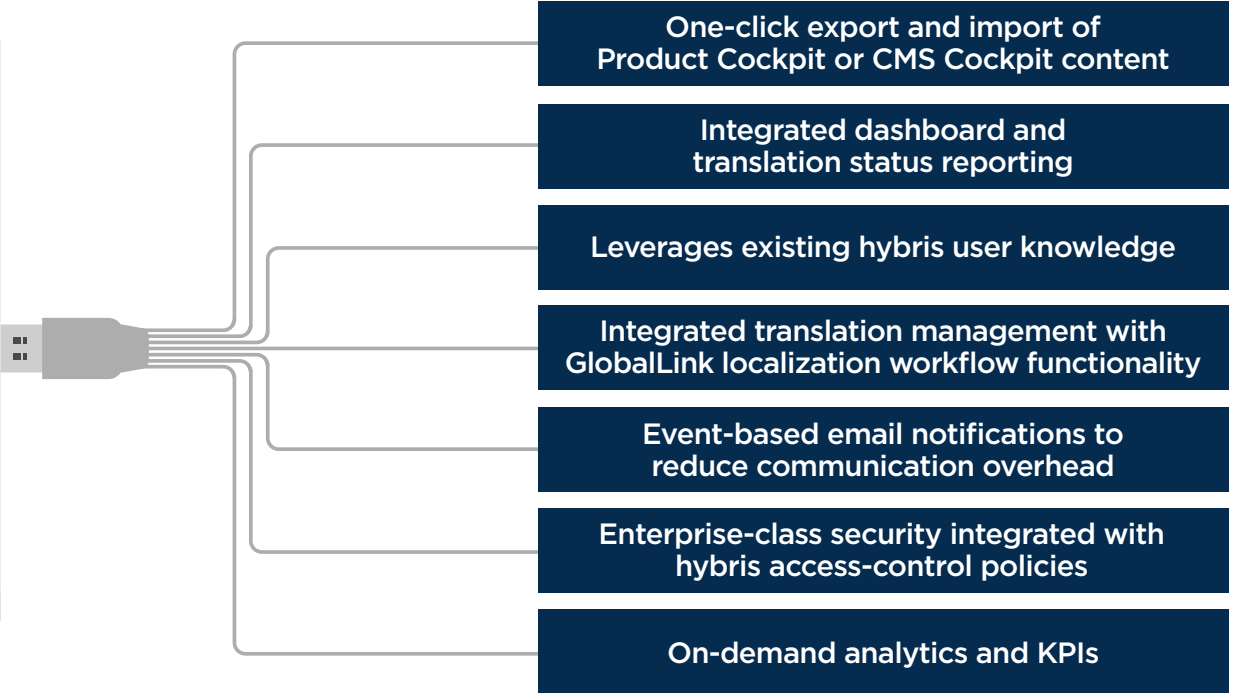 One-click export and import of
Product Cockpit or CMS Cockpit content
Integrated dashboard and
translation status reporting
Leverages existing hybris user knowledge
Integrated translation management with
GlobalLink localization workflow functionality
Event-based email notifications to
reduce communication overhead
Enterprise-class security integrated with
hybris access-control policies
On-demand analytics and KPIs